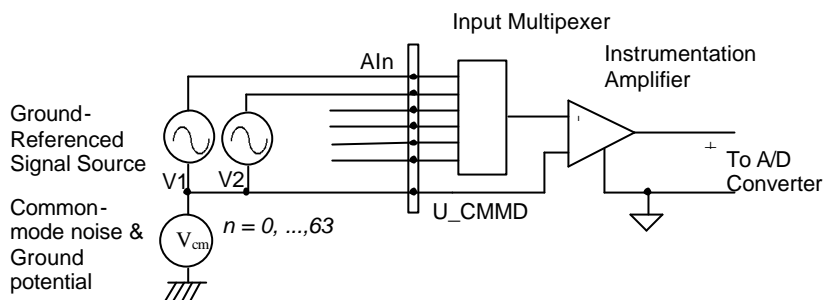 Input Multipexer
Instrumentation
Amplifier
AIn
Ground-
Referenced
Signal Source
V1
V2
+
To A/D
Converter
U_CMMD
Common-
mode noise &
Ground
potential
Vcm
n = 0, ...,63